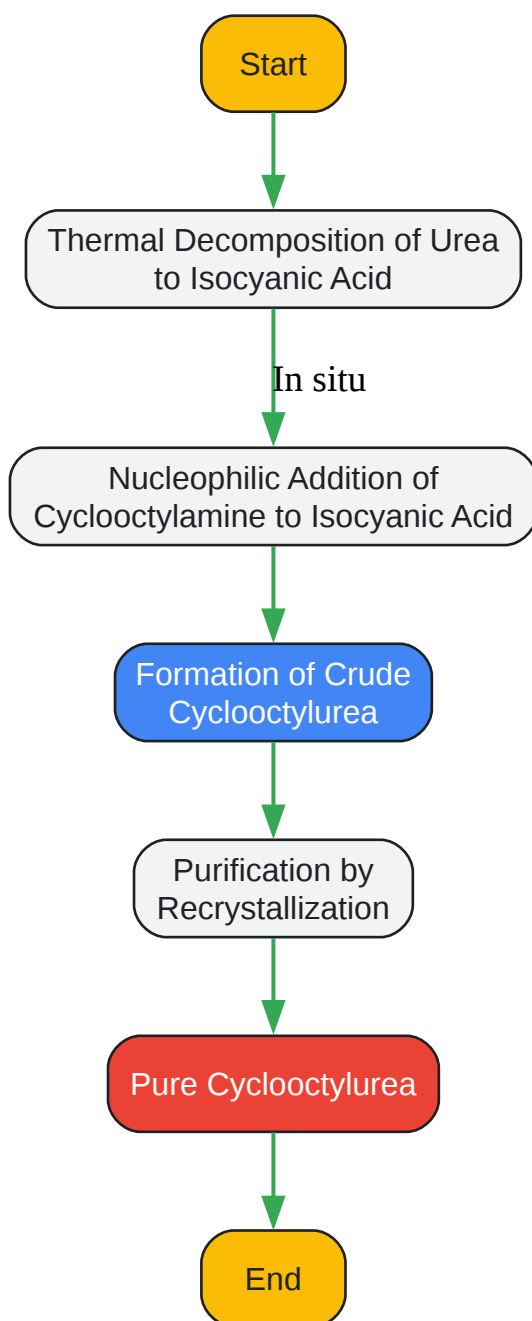 Start
Thermal Decomposition of Urea
to Isocyanic Acid
In situ
Nucleophilic Addition of
Cyclooctylamine to Isocyanic Acid
Formation of Crude
Cyclooctylurea
Purification by
Recrystallization
Pure Cyclooctylurea
End